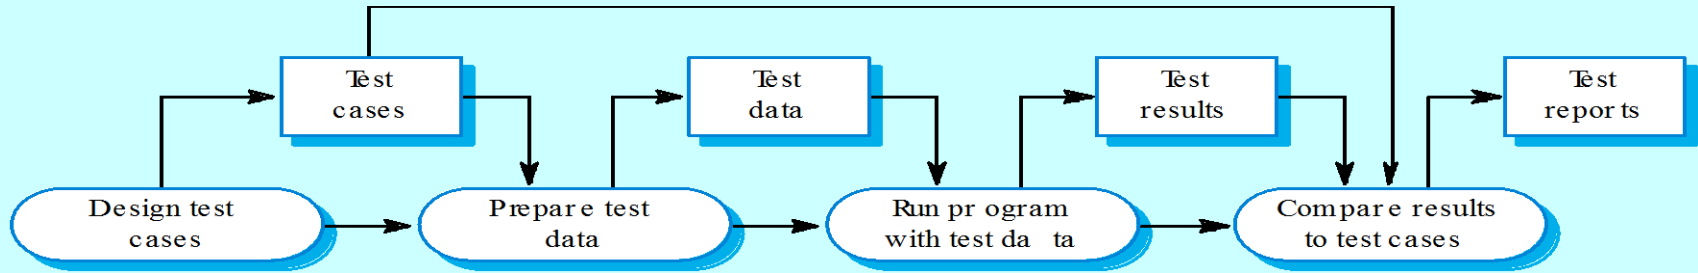 Test
cases
Test
data
Test
results
Test
reports
Design test
cases
Prepare test
data
Run program
with test data
Compare results
to test cases